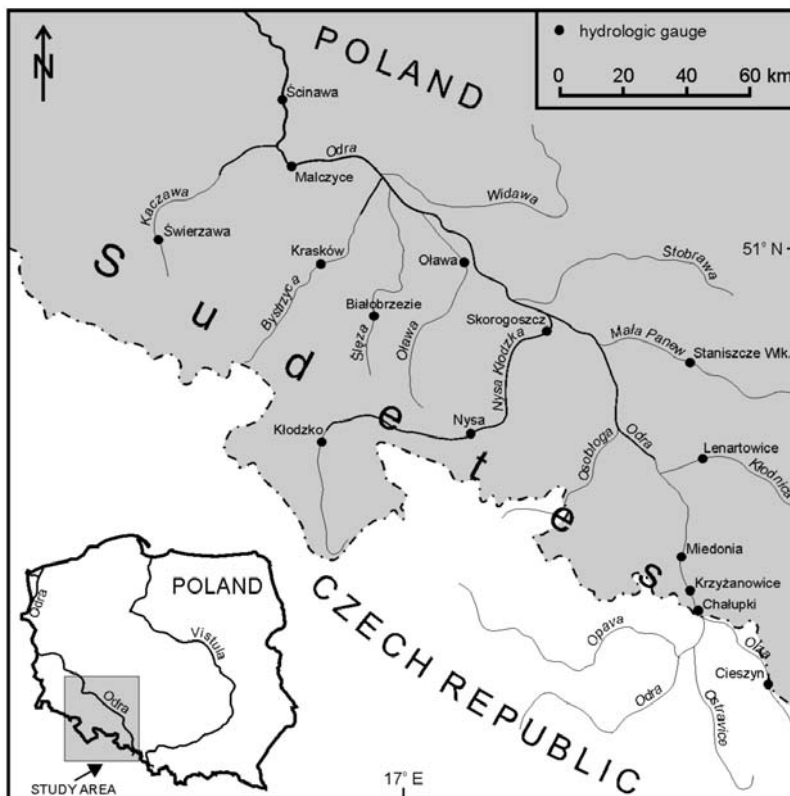 POLAND
hydrologic gauge
0 20 40 60 km
N
Ścinawa
Odra
Malczyce
Widawa
Kaczawa
Świerzawa
51° N
Krasków
Oława
Stobrawa
Bystrzyca
Białobrzezie
Skorogoszcz
Ślęza
Oława
Nysa Kłodzka
Mała Panew
Staniszcze Wlk.
Sudetes
Kłodzko
Nysa
Osobłoga
Odra
Lenartowice
Kłodnica
Miedonia
Krzyżanowice
Chałupki
CZECH REPUBLIC
Opava
Olza
Cieszyn
Odra
Ostravice
17° E
POLAND
Odra
Vistula
Odra
STUDY AREA